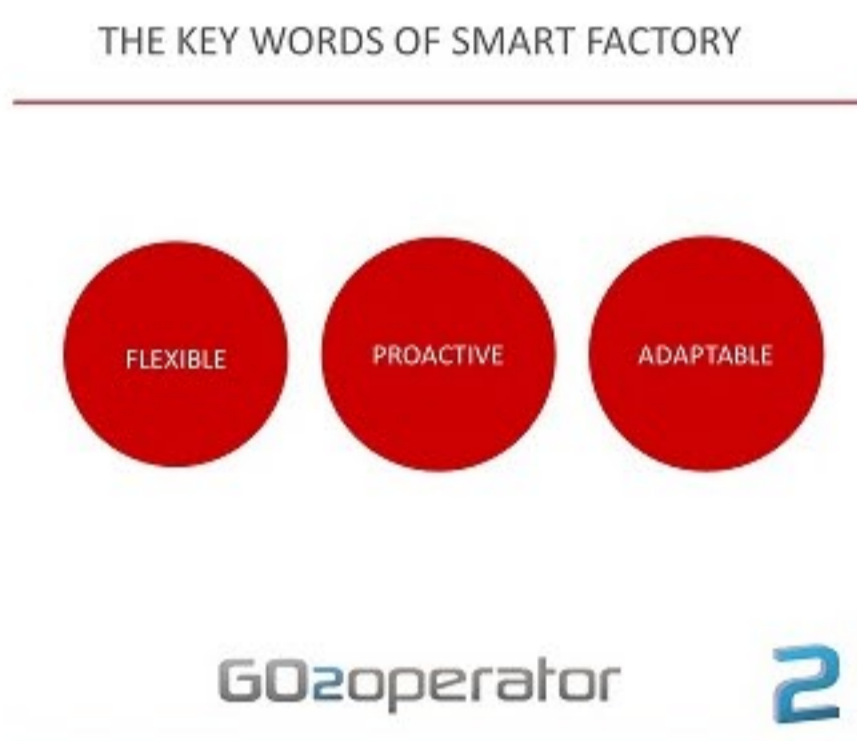 THE KEY WORDS OF SMART FACTORY
FLEXIBLE
PROACTIVE
ADAPTABLE
GO2operator
2